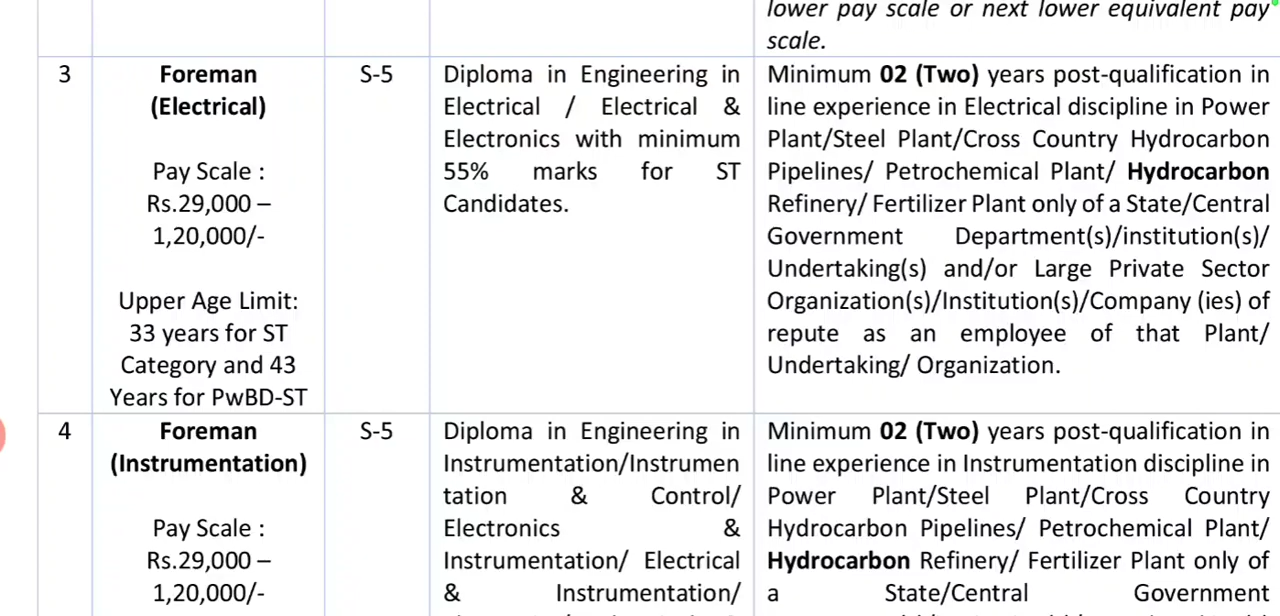 lower pay scale or next lower equivalent pay
scale.
3
Foreman
(Electrical)
Pay Scale :
Rs.29,000 –
1,20,000/-
Upper Age Limit:
33 years for ST
Category and 43
Years for PwBD-ST
S-5
Diploma in Engineering in
Electrical / Electrical &
Electronics with minimum
55% marks for ST
Candidates.
Minimum 02 (Two) years post-qualification in
line experience in Electrical discipline in Power
Plant/Steel Plant/Cross Country Hydrocarbon
Pipelines/ Petrochemical Plant/ Hydrocarbon
Refinery/ Fertilizer Plant only of a State/Central
Government Department(s)/institution(s)/
Undertaking(s) and/or Large Private Sector
Organization(s)/Institution(s)/Company (ies) of
repute as an employee of that Plant/
Undertaking/ Organization.
4
Foreman
(Instrumentation)
Pay Scale :
Rs.29,000 –
1,20,000/-
S-5
Diploma in Engineering in
Instrumentation/Instrumen
tation & Control/
Electronics &
Instrumentation/ Electrical
& Instrumentation/
Minimum 02 (Two) years post-qualification in
line experience in Instrumentation discipline in
Power Plant/Steel Plant/Cross Country
Hydrocarbon Pipelines/ Petrochemical Plant/
Hydrocarbon Refinery/ Fertilizer Plant only of
a State/Central Government